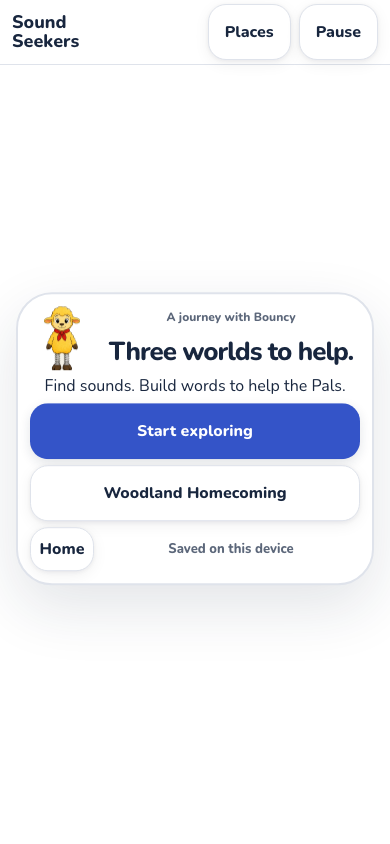 Sound
Seekers
Places
Pause
A journey with Bouncy
Three worlds to help.
Find sounds. Build words to help the Pals.
Start exploring
Woodland Homecoming
Home
Saved on this device